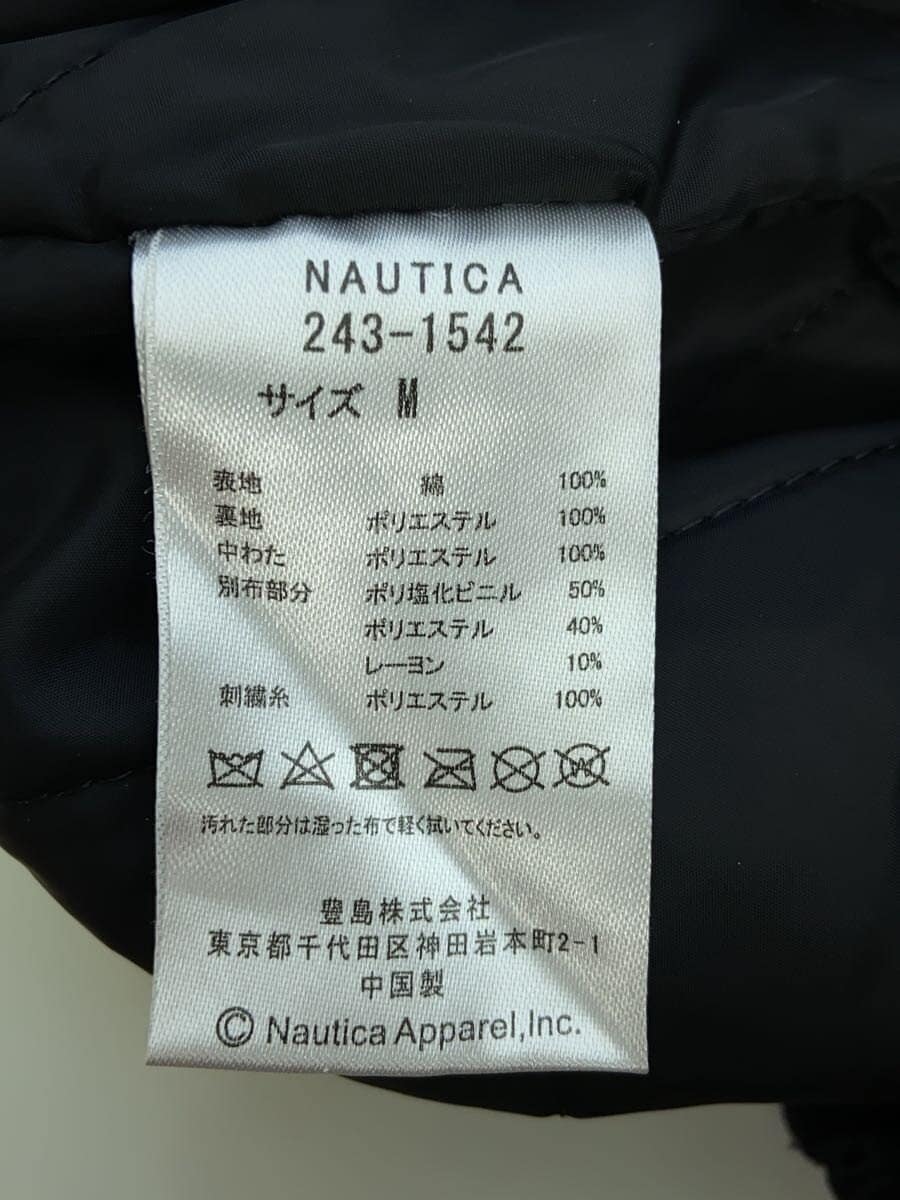 NAUTICA
243-1542
サイズ M
表地 綿 100%
裏地 ポリエステル 100%
中わた ポリエステル 100%
別布部分 ポリ塩化ビニル 50%
ポリエステル 40%
レーヨン 10%
刺繍糸 ポリエステル 100%
W
汚れた部分は湿った布で軽く拭いてください。
豊島株式会社
東京都千代田区神田岩本町2-1
中国製
© Nautica Apparel,Inc.